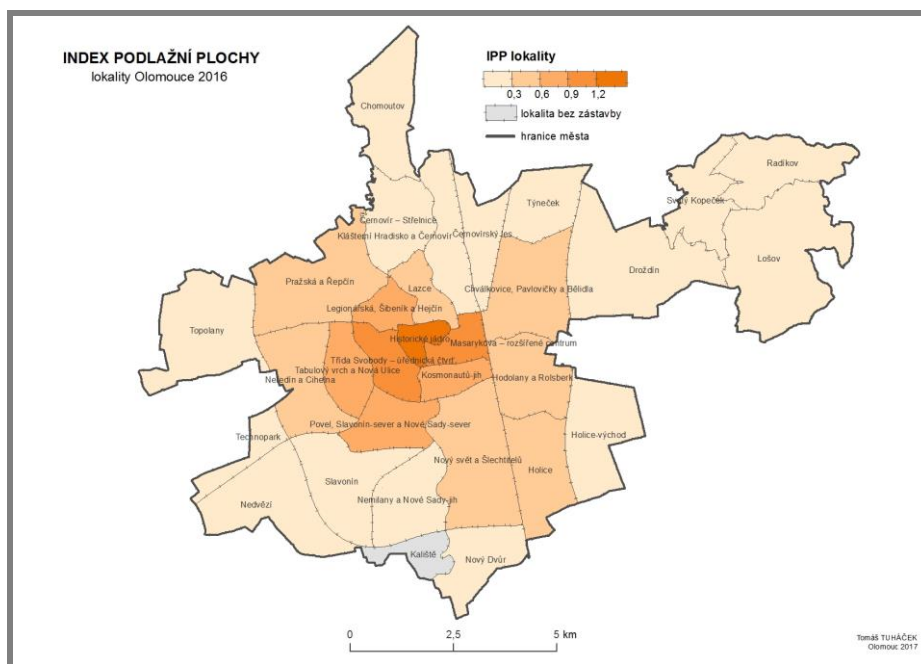 INDEX PODLAŽNÍ PLOCHY
lokality Olomouce 2016
IPP lokality
0,3 0,6 0,9 1,2
lokalita bez zástavby
hranice města
Chomoutov
Radíkov
Svatý Kopeček
Týneček
Černovír – Střelnice
Klášterní Hradisko a Černovír
Černovírský les
Lošov
Droždín
Pražská a Řepčín
Lazce
Chválkovice, Pavlovičky a Bělidla
Legionářská, Šibeník a Hejčín
Topolany
Historické jádro
Masarykova – rozšířené centrum
Třída Svobody – úřednická čtvrť
Tabulový vrch a Nová Ulice
Kosmonautů-jih
Neředín a Cihelna
Hodolany a Rolsberk
Povel, Slavonín-sever a Nové Sady-sever
Technopark
Holice-východ
Nový svět a Šlechtitelů
Holice
Slavonín
Nemilany a Nové Sady-jih
Nedvězí
Kaliště
Nový Dvůr
0 2,5 5 km
Tomáš TUHÁČEK
Olomouc 2017